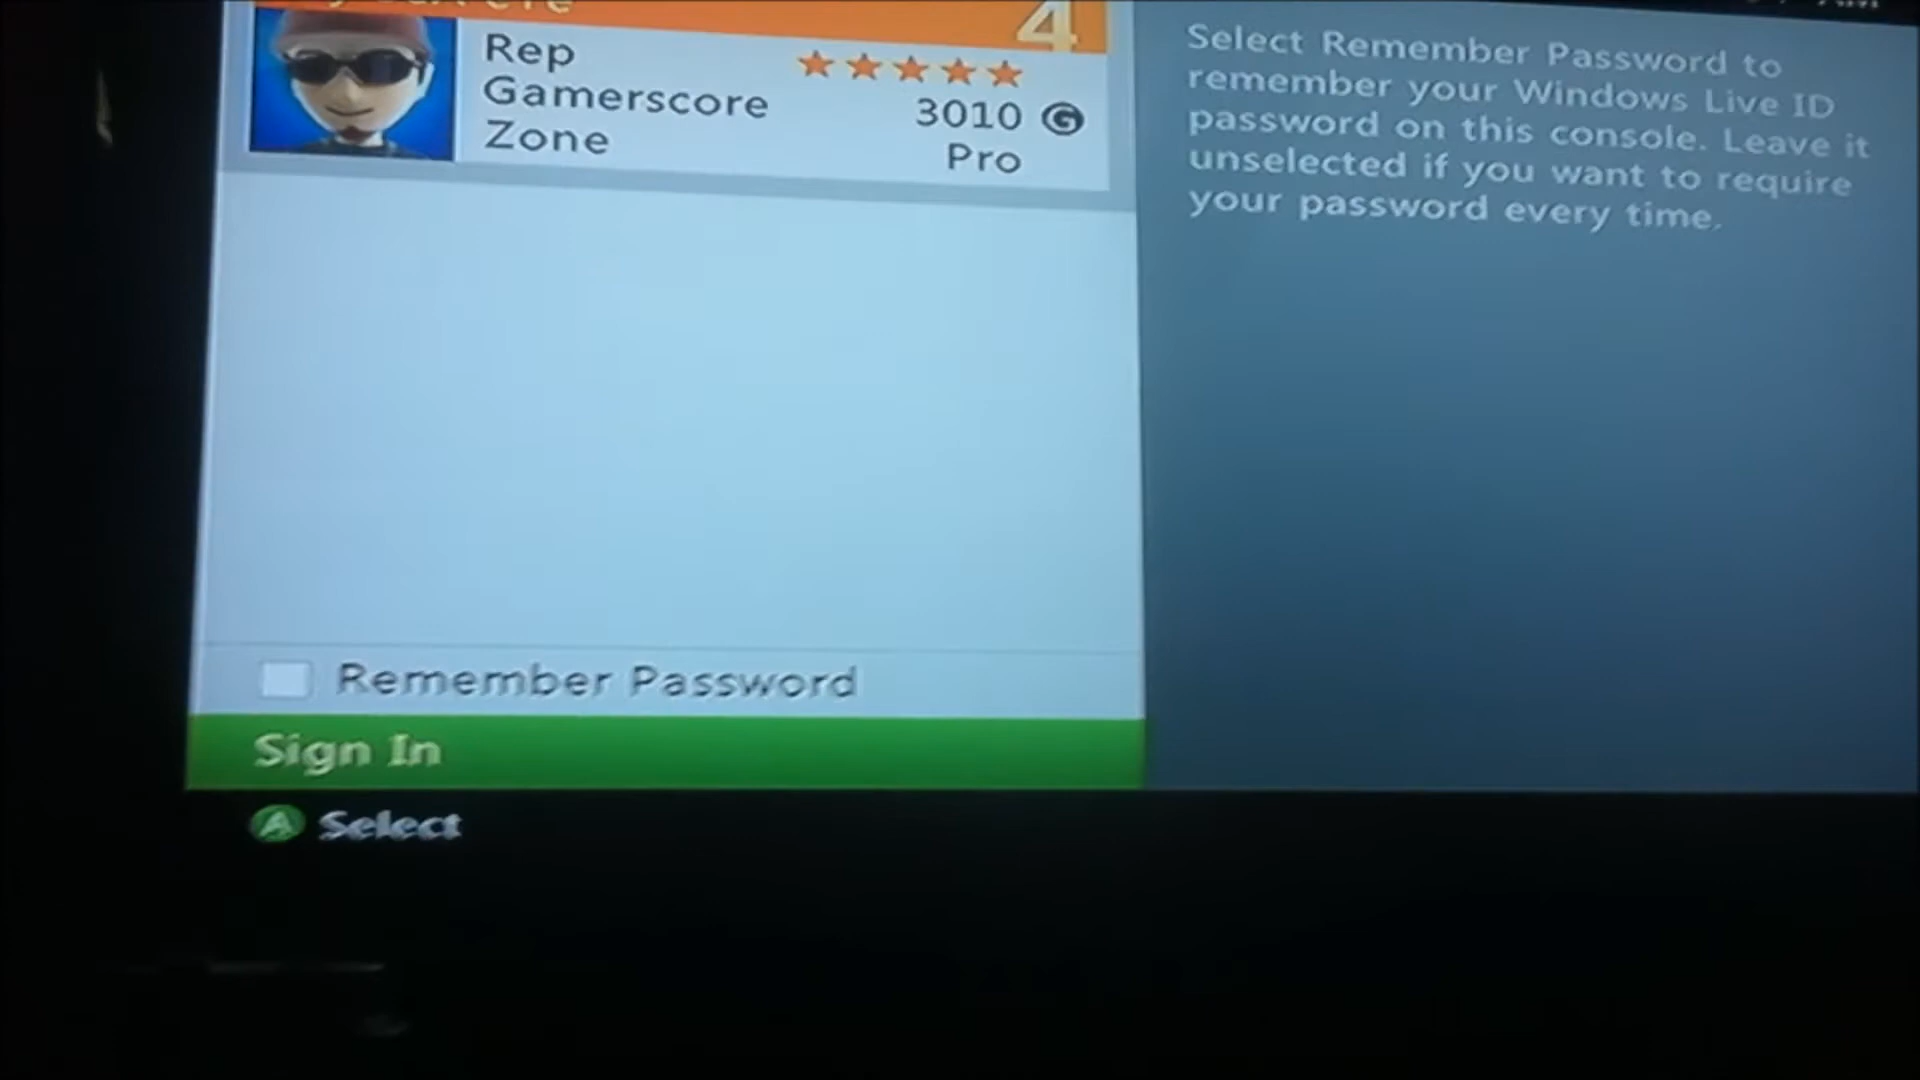 4
Rep
Gamerscore 3010 G
Zone Pro
Select Remember Password to
remember your Windows Live ID
password on this console. Leave it
unselected if you want to require
your password every time.
Remember Password
Sign In
A Select